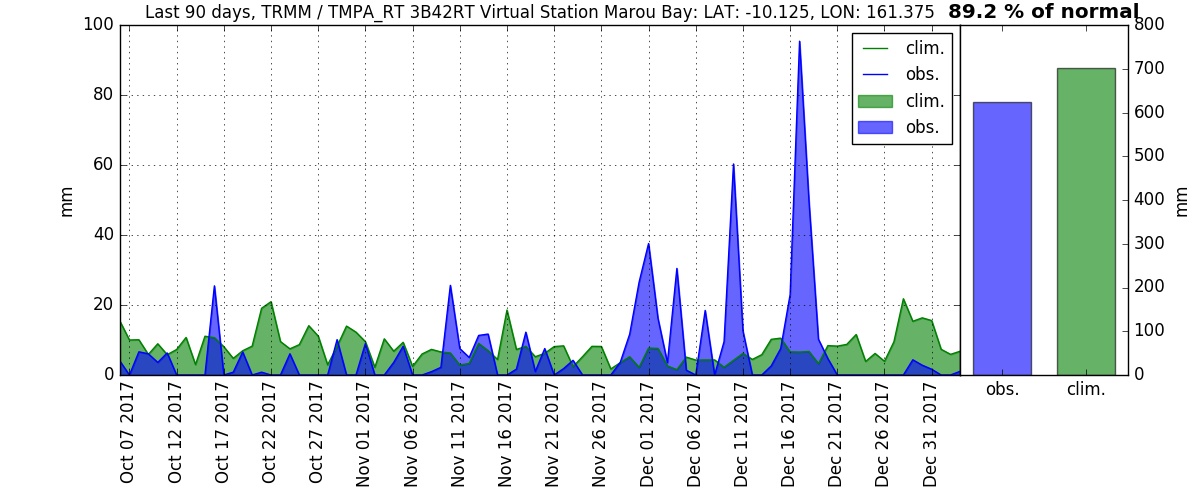 Last 90 days, TRMM / TMPA_RT 3B42RT Virtual Station Marou Bay: LAT: -10.125, LON: 161.375 89.2 % of normal
100
80
60
40
20
0
mm
clim.
obs.
clim.
obs.
800
700
600
500
400
300
200
100
0
mm
obs.
clim.
Oct 07 2017
Oct 12 2017
Oct 17 2017
Oct 22 2017
Oct 27 2017
Nov 01 2017
Nov 06 2017
Nov 11 2017
Nov 16 2017
Nov 21 2017
Nov 26 2017
Dec 01 2017
Dec 06 2017
Dec 11 2017
Dec 16 2017
Dec 21 2017
Dec 26 2017
Dec 31 2017